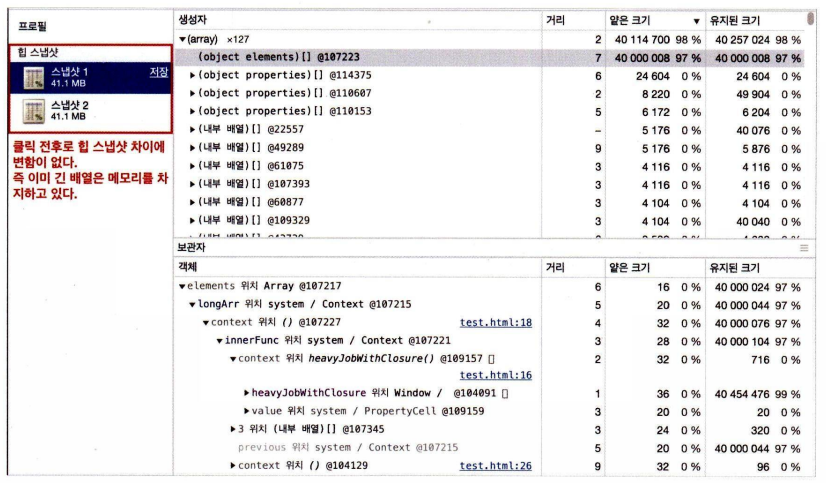 프로필
힙 스냅샷
스냅샷 1 저장
41.1 MB
스냅샷 2
41.1 MB
클릭 전후로 힙 스냅샷 차이에
변함이 없다.
즉 이미 긴 배열은 메모리를 차
지하고 있다.
생성자 거리 얕은 크기 ▼ 유지된 크기
▼(array) ×127 2 40 114 700 98 % 40 257 024 98 %
(object elements)[] @107223 7 40 000 008 97 % 40 000 008 97 %
▶(object properties)[] @114375 6 24 604 0 % 24 604 0 %
▶(object properties)[] @110607 2 8 220 0 % 49 904 0 %
▶(object properties)[] @110153 5 6 172 0 % 6 204 0 %
▶(내부 배열)[] @22557 – 5 176 0 % 40 076 0 %
▶(내부 배열)[] @49289 9 5 176 0 % 5 876 0 %
▶(내부 배열)[] @61075 3 4 116 0 % 4 116 0 %
▶(내부 배열)[] @107393 3 4 116 0 % 4 116 0 %
▶(내부 배열)[] @60877 3 4 104 0 % 4 104 0 %
▶(내부 배열)[] @109329 3 4 104 0 % 40 040 0 %
보관자
객체 거리 얕은 크기 유지된 크기
▼elements 위치 Array @107217 6 16 0 % 40 000 024 97 %
▼longArr 위치 system / Context @107215 5 20 0 % 40 000 044 97 %
▼context 위치 () @107227 test.html:18 4 32 0 % 40 000 076 97 %
▼innerFunc 위치 system / Context @107221 3 28 0 % 40 000 104 97 %
▼context 위치 heavyJobWithClosure() @109157 2 32 0 % 716 0 %
test.html:16
▶heavyJobWithClosure 위치 Window / @104091 1 36 0 % 40 454 476 99 %
▶value 위치 system / PropertyCell @109159 3 20 0 % 20 0 %
▶3 위치 (내부 배열)[] @107345 3 24 0 % 320 0 %
previous 위치 system / Context @107215 5 20 0 % 40 000 044 97 %
▶context 위치 () @104129 test.html:26 9 32 0 % 96 0 %